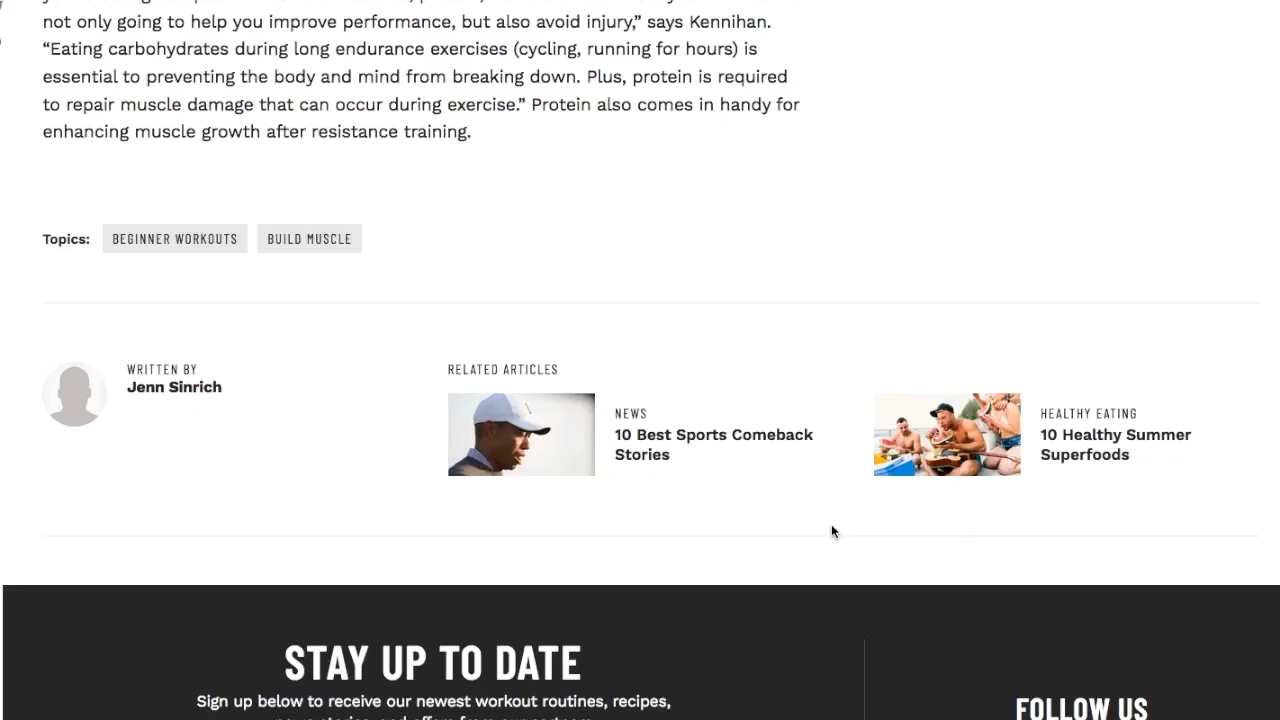 not only going to help you improve performance, but also avoid injury,” says Kennihan.
“Eating carbohydrates during long endurance exercises (cycling, running for hours) is
essential to preventing the body and mind from breaking down. Plus, protein is required
to repair muscle damage that can occur during exercise.” Protein also comes in handy for
enhancing muscle growth after resistance training.
Topics: BEGINNER WORKOUTS BUILD MUSCLE
WRITTEN BY
Jenn Sinrich
RELATED ARTICLES
NEWS
10 Best Sports Comeback
Stories
HEALTHY EATING
10 Healthy Summer
Superfoods
STAY UP TO DATE
Sign up below to receive our newest workout routines, recipes,
FOLLOW US